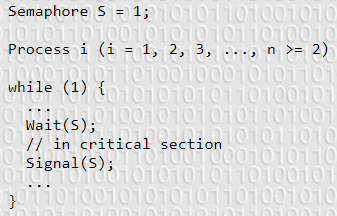 Semaphore S = 1;
Process i (i = 1, 2, 3, ..., n >= 2)
while (1) {
...
Wait(S);
// in critical section
Signal(S);
...
}